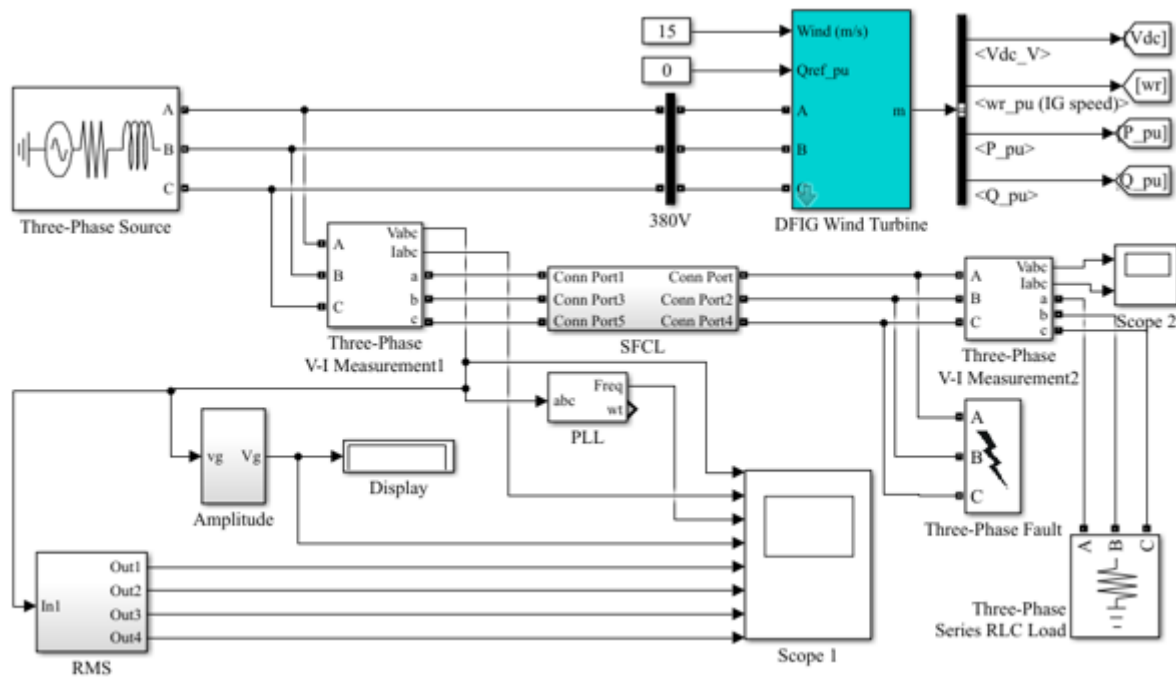 15
0
Wind (m/s)
Qref_pu
A
B
C
m
DFIG Wind Turbine
<Vdc_V>
<wr_pu (IG speed)>
<P_pu>
<Q_pu>
[Vdc]
[wr]
P_pu]
Q_pu]
A
B
C
Three-Phase Source
380V
A
B
C
Vabc
Iabc
a
b
c
Three-Phase
V-I Measurement1
Conn Port1
Conn Port3
Conn Port5
Conn Port
Conn Port2
Conn Port4
SFCL
A
B
C
Vabc
Iabc
a
b
c
Three-Phase
V-I Measurement2
Scope 2
abc
Freq
wt
PLL
vg
Vg
Amplitude
Display
A
B
C
Three-Phase Fault
In1
Out1
Out2
Out3
Out4
RMS
Scope 1
A
B
C
Three-Phase
Series RLC Load